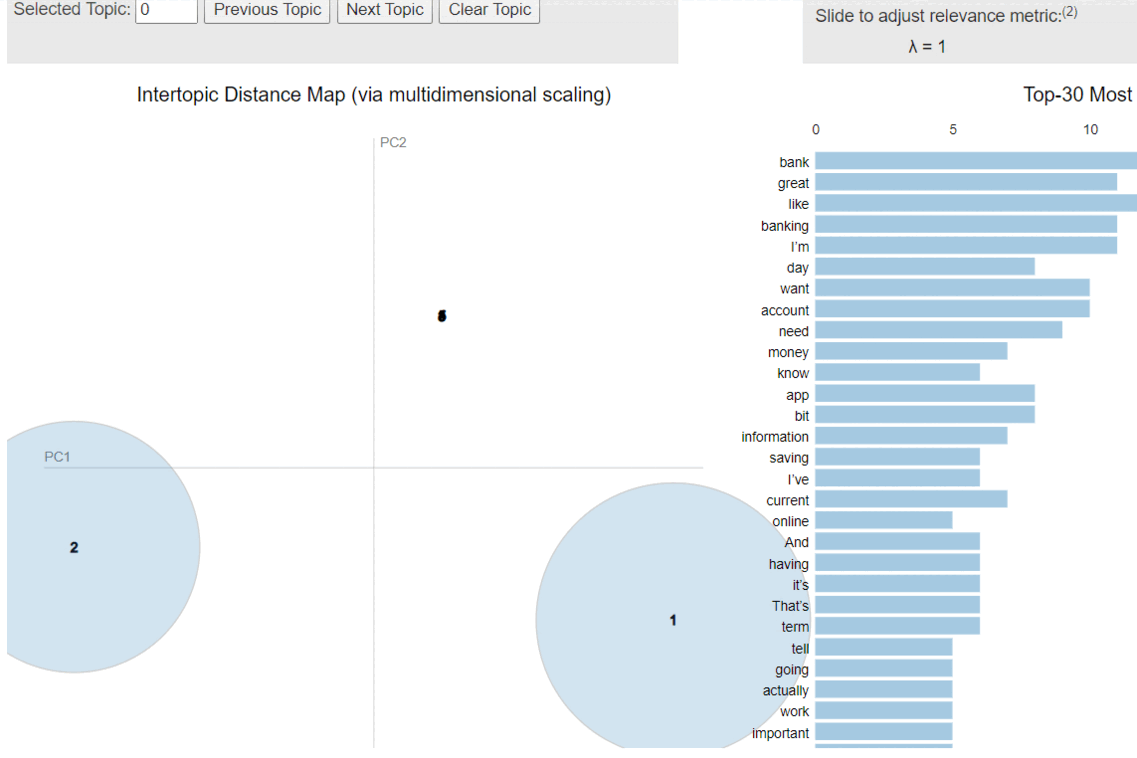 Selected Topic: 0 Previous Topic Next Topic Clear Topic
Slide to adjust relevance metric:(2)
λ = 1
Intertopic Distance Map (via multidimensional scaling)
PC2
PC1
2
1
Top-30 Most
0 5 10
bank
great
like
banking
I'm
day
want
account
need
money
know
app
bit
information
saving
I've
current
online
And
having
it's
That's
term
tell
going
actually
work
important